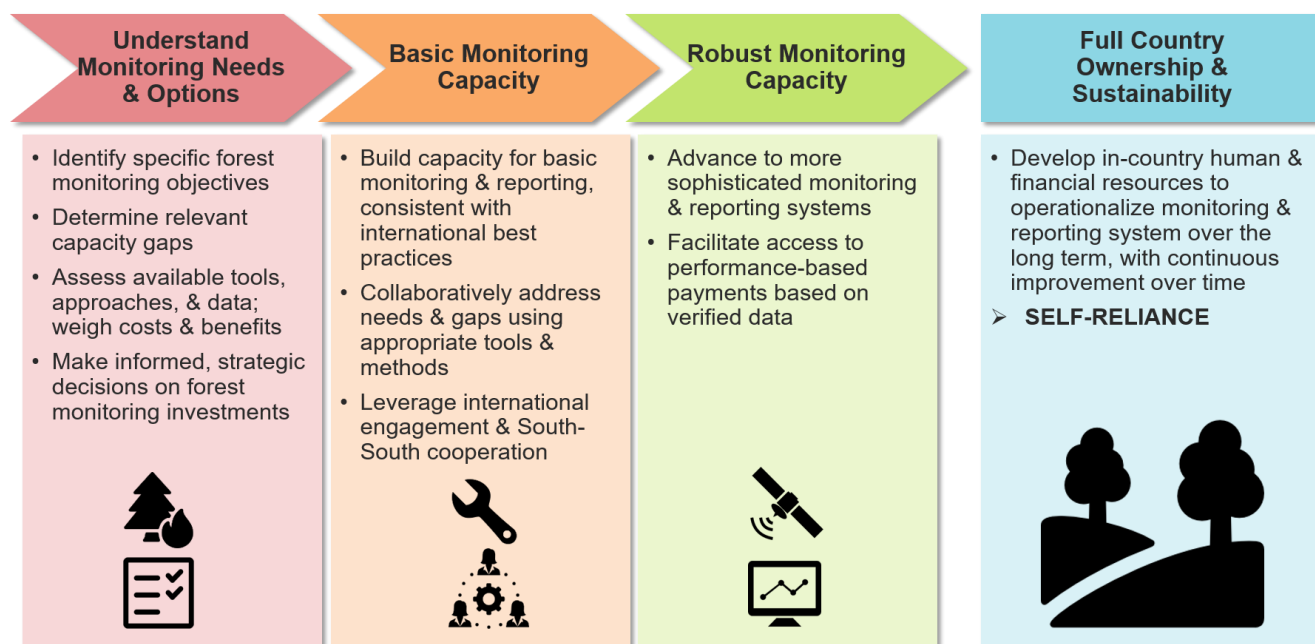 Understand
Monitoring Needs
& Options
• Identify specific forest
monitoring objectives
• Determine relevant
capacity gaps
• Assess available tools,
approaches, & data;
weigh costs & benefits
• Make informed, strategic
decisions on forest
monitoring investments
Basic Monitoring
Capacity
• Build capacity for basic
monitoring & reporting,
consistent with
international best
practices
• Collaboratively address
needs & gaps using
appropriate tools &
methods
• Leverage international
engagement & South-
South cooperation
Robust Monitoring
Capacity
• Advance to more
sophisticated monitoring
& reporting systems
• Facilitate access to
performance-based
payments based on
verified data
Full Country
Ownership &
Sustainability
• Develop in-country human &
financial resources to
operationalize monitoring &
reporting system over the
long term, with continuous
improvement over time
➢ SELF-RELIANCE